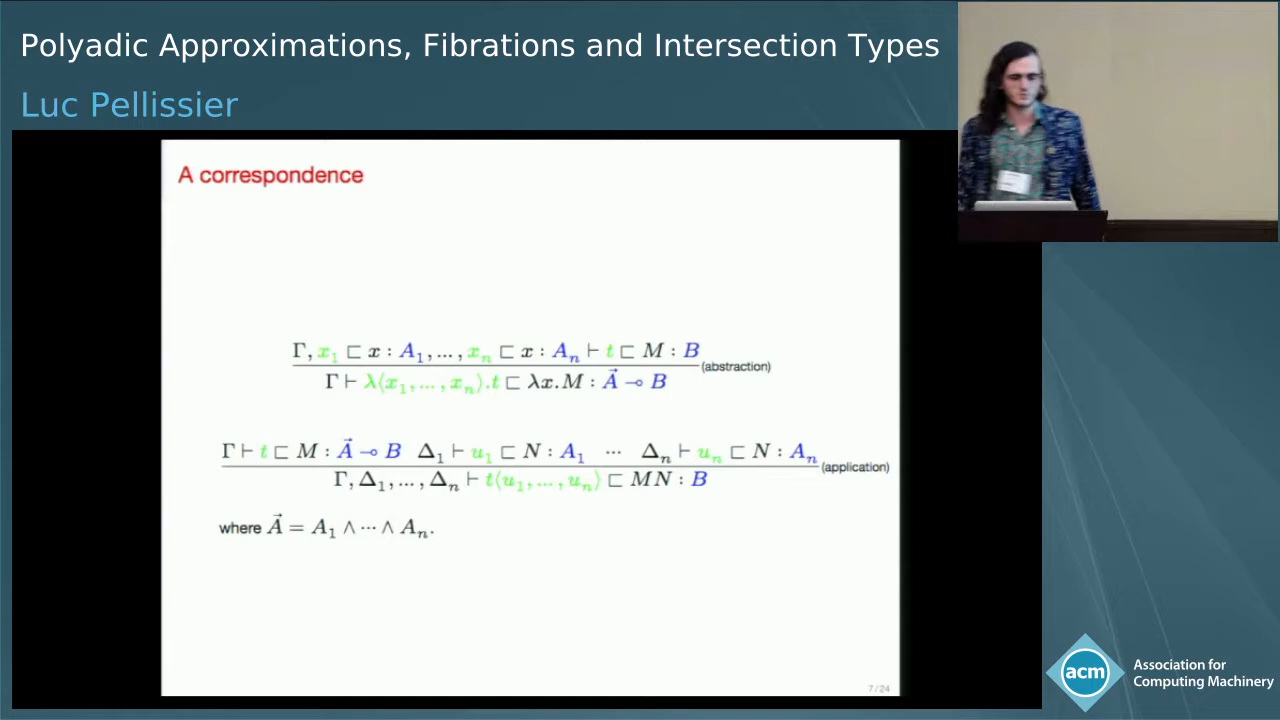 Polyadic Approximations, Fibrations and Intersection Types
Luc Pellissier
A correspondence
Γ, x₁ ⊏ x : A₁, ..., xₙ ⊏ x : Aₙ ⊢ t ⊏ M : B
(abstraction)
Γ ⊢ λ⟨x₁, ..., xₙ⟩.t ⊏ λx.M : A⃗ ⊸ B
Γ ⊢ t ⊏ M : A⃗ ⊸ B Δ₁ ⊢ u₁ ⊏ N : A₁ ⋯ Δₙ ⊢ uₙ ⊏ N : Aₙ
(application)
Γ, Δ₁, ..., Δₙ ⊢ t⟨u₁, ..., uₙ⟩ ⊏ MN : B
where A⃗ = A₁ ∧ ⋯ ∧ Aₙ.
7/24
acm
Association for
Computing Machinery